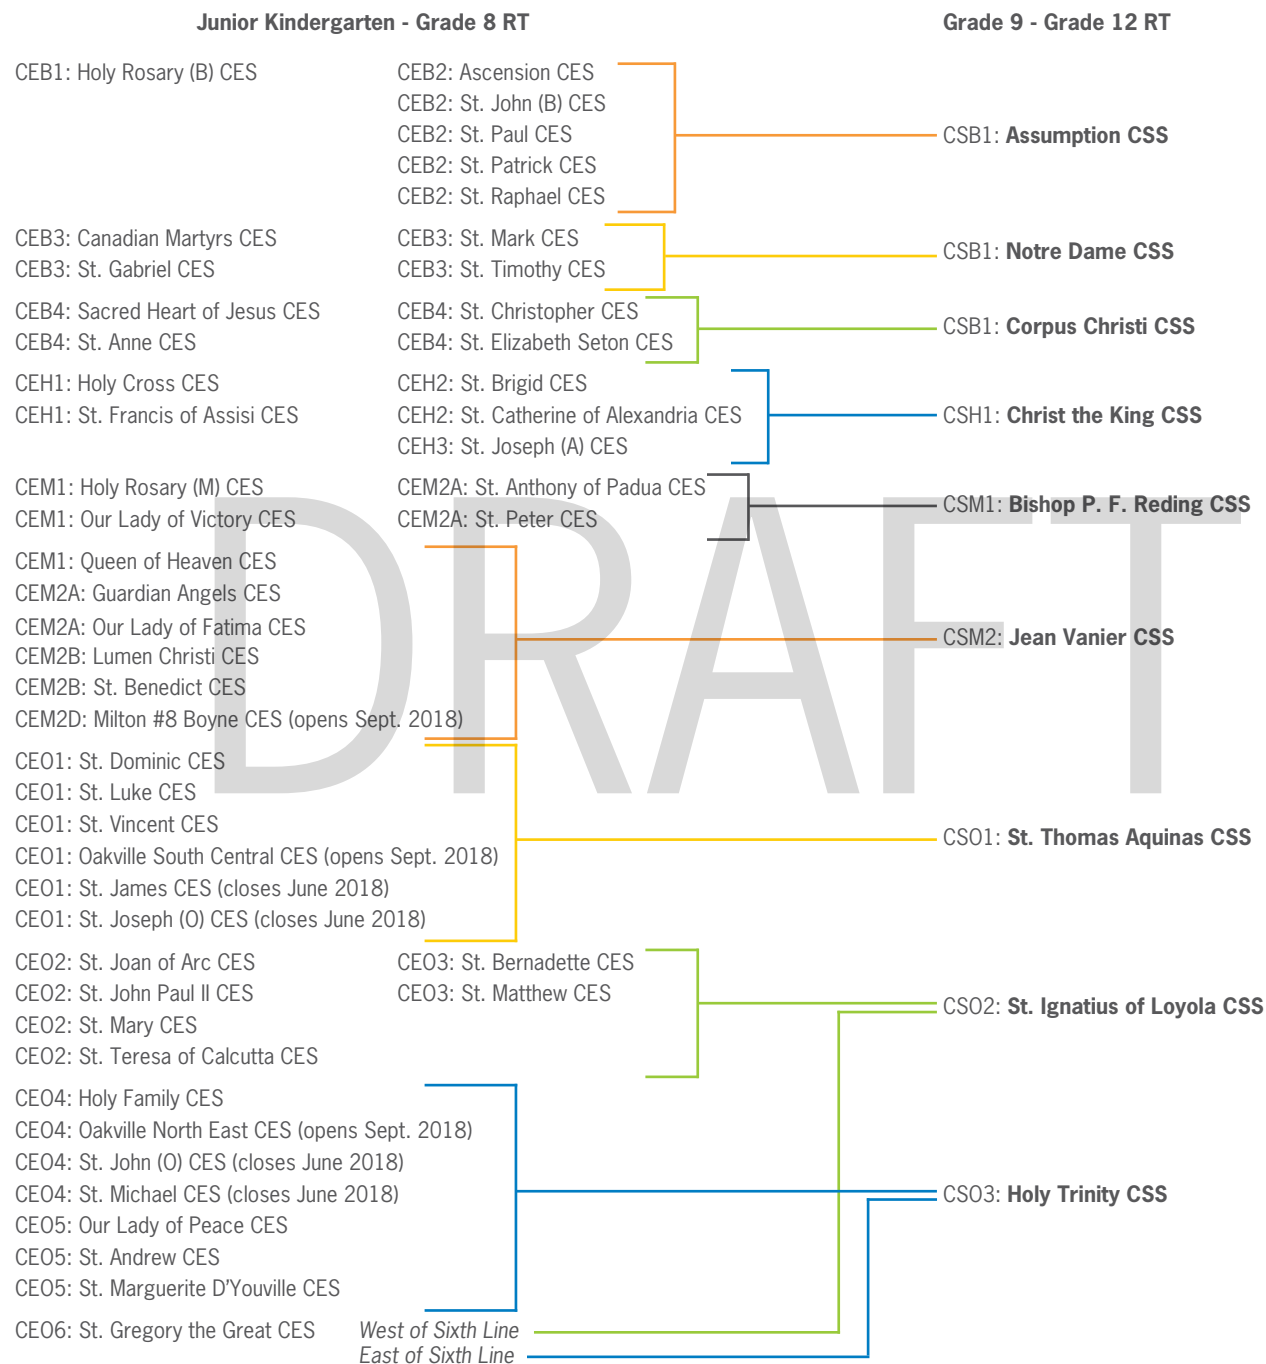 Junior Kindergarten - Grade 8 RT
Grade 9 - Grade 12 RT
CEB1: Holy Rosary (B) CES
CEB2: Ascension CES
CEB2: St. John (B) CES
CEB2: St. Paul CES
CEB2: St. Patrick CES
CEB2: St. Raphael CES
CSB1: Assumption CSS
CEB3: Canadian Martyrs CES
CEB3: St. Gabriel CES
CEB3: St. Mark CES
CEB3: St. Timothy CES
CSB1: Notre Dame CSS
CEB4: Sacred Heart of Jesus CES
CEB4: St. Anne CES
CEB4: St. Christopher CES
CEB4: St. Elizabeth Seton CES
CSB1: Corpus Christi CSS
CEH1: Holy Cross CES
CEH1: St. Francis of Assisi CES
CEH2: St. Brigid CES
CEH2: St. Catherine of Alexandria CES
CEH3: St. Joseph (A) CES
CSH1: Christ the King CSS
CEM1: Holy Rosary (M) CES
CEM1: Our Lady of Victory CES
CEM2A: St. Anthony of Padua CES
CEM2A: St. Peter CES
CSM1: Bishop P. F. Reding CSS
CEM1: Queen of Heaven CES
CEM2A: Guardian Angels CES
CEM2A: Our Lady of Fatima CES
CEM2B: Lumen Christi CES
CEM2B: St. Benedict CES
CEM2D: Milton #8 Boyne CES (opens Sept. 2018)
CSM2: Jean Vanier CSS
DRAFT
CEO1: St. Dominic CES
CEO1: St. Luke CES
CEO1: St. Vincent CES
CEO1: Oakville South Central CES (opens Sept. 2018)
CEO1: St. James CES (closes June 2018)
CEO1: St. Joseph (O) CES (closes June 2018)
CSO1: St. Thomas Aquinas CSS
CEO2: St. Joan of Arc CES
CEO2: St. John Paul II CES
CEO2: St. Mary CES
CEO2: St. Teresa of Calcutta CES
CEO3: St. Bernadette CES
CEO3: St. Matthew CES
CSO2: St. Ignatius of Loyola CSS
CEO4: Holy Family CES
CEO4: Oakville North East CES (opens Sept. 2018)
CEO4: St. John (O) CES (closes June 2018)
CEO4: St. Michael CES (closes June 2018)
CEO5: Our Lady of Peace CES
CEO5: St. Andrew CES
CEO5: St. Marguerite D'Youville CES
CSO3: Holy Trinity CSS
CEO6: St. Gregory the Great CES
West of Sixth Line
East of Sixth Line